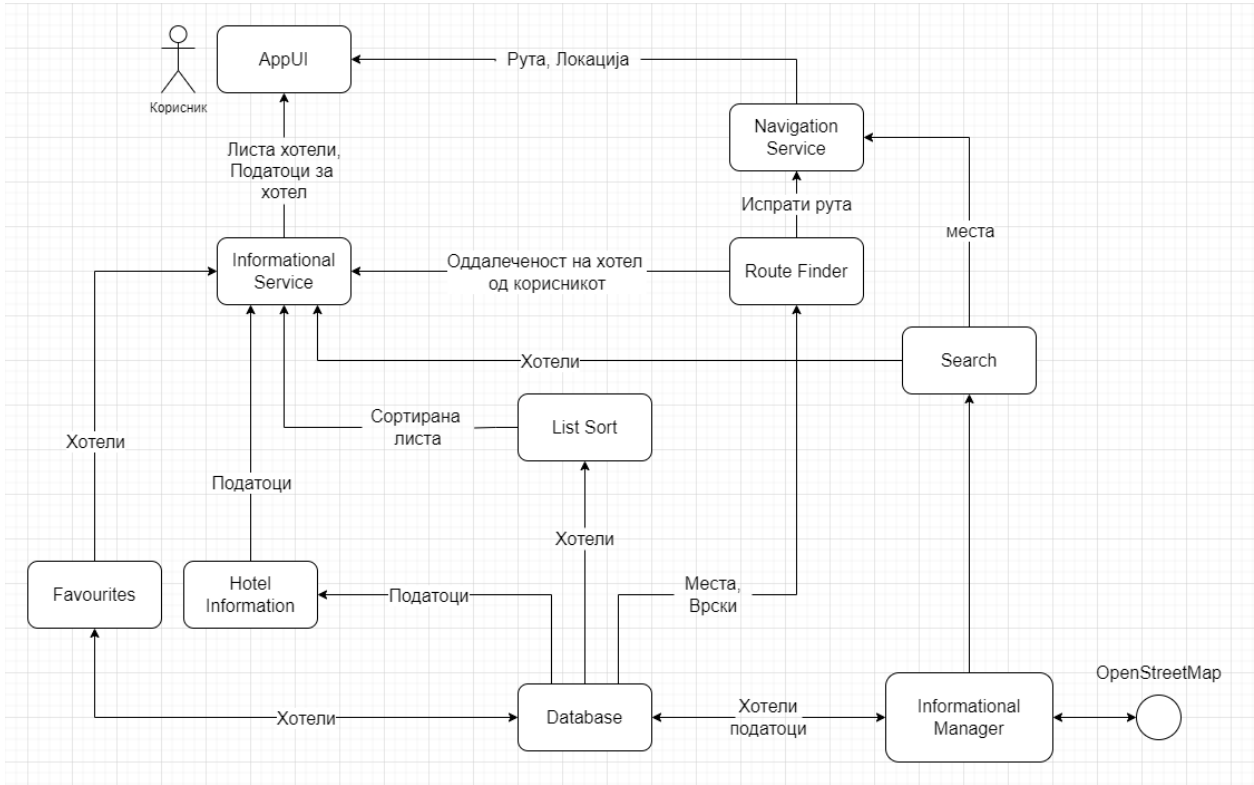 AppUI
Корисник
Рута, Локација
Navigation
Service
Листа хотели,
Податоци за
хотел
Испрати рута
места
Informational
Service
Оддалеченост на хотел
од корисникот
Route Finder
Хотели
Search
Сортирана
листа
List Sort
Хотели
Податоци
Хотели
Favourites
Hotel
Information
Податоци
Места,
Врски
OpenStreetMap
Хотели
Database
Хотели
податоци
Informational
Manager